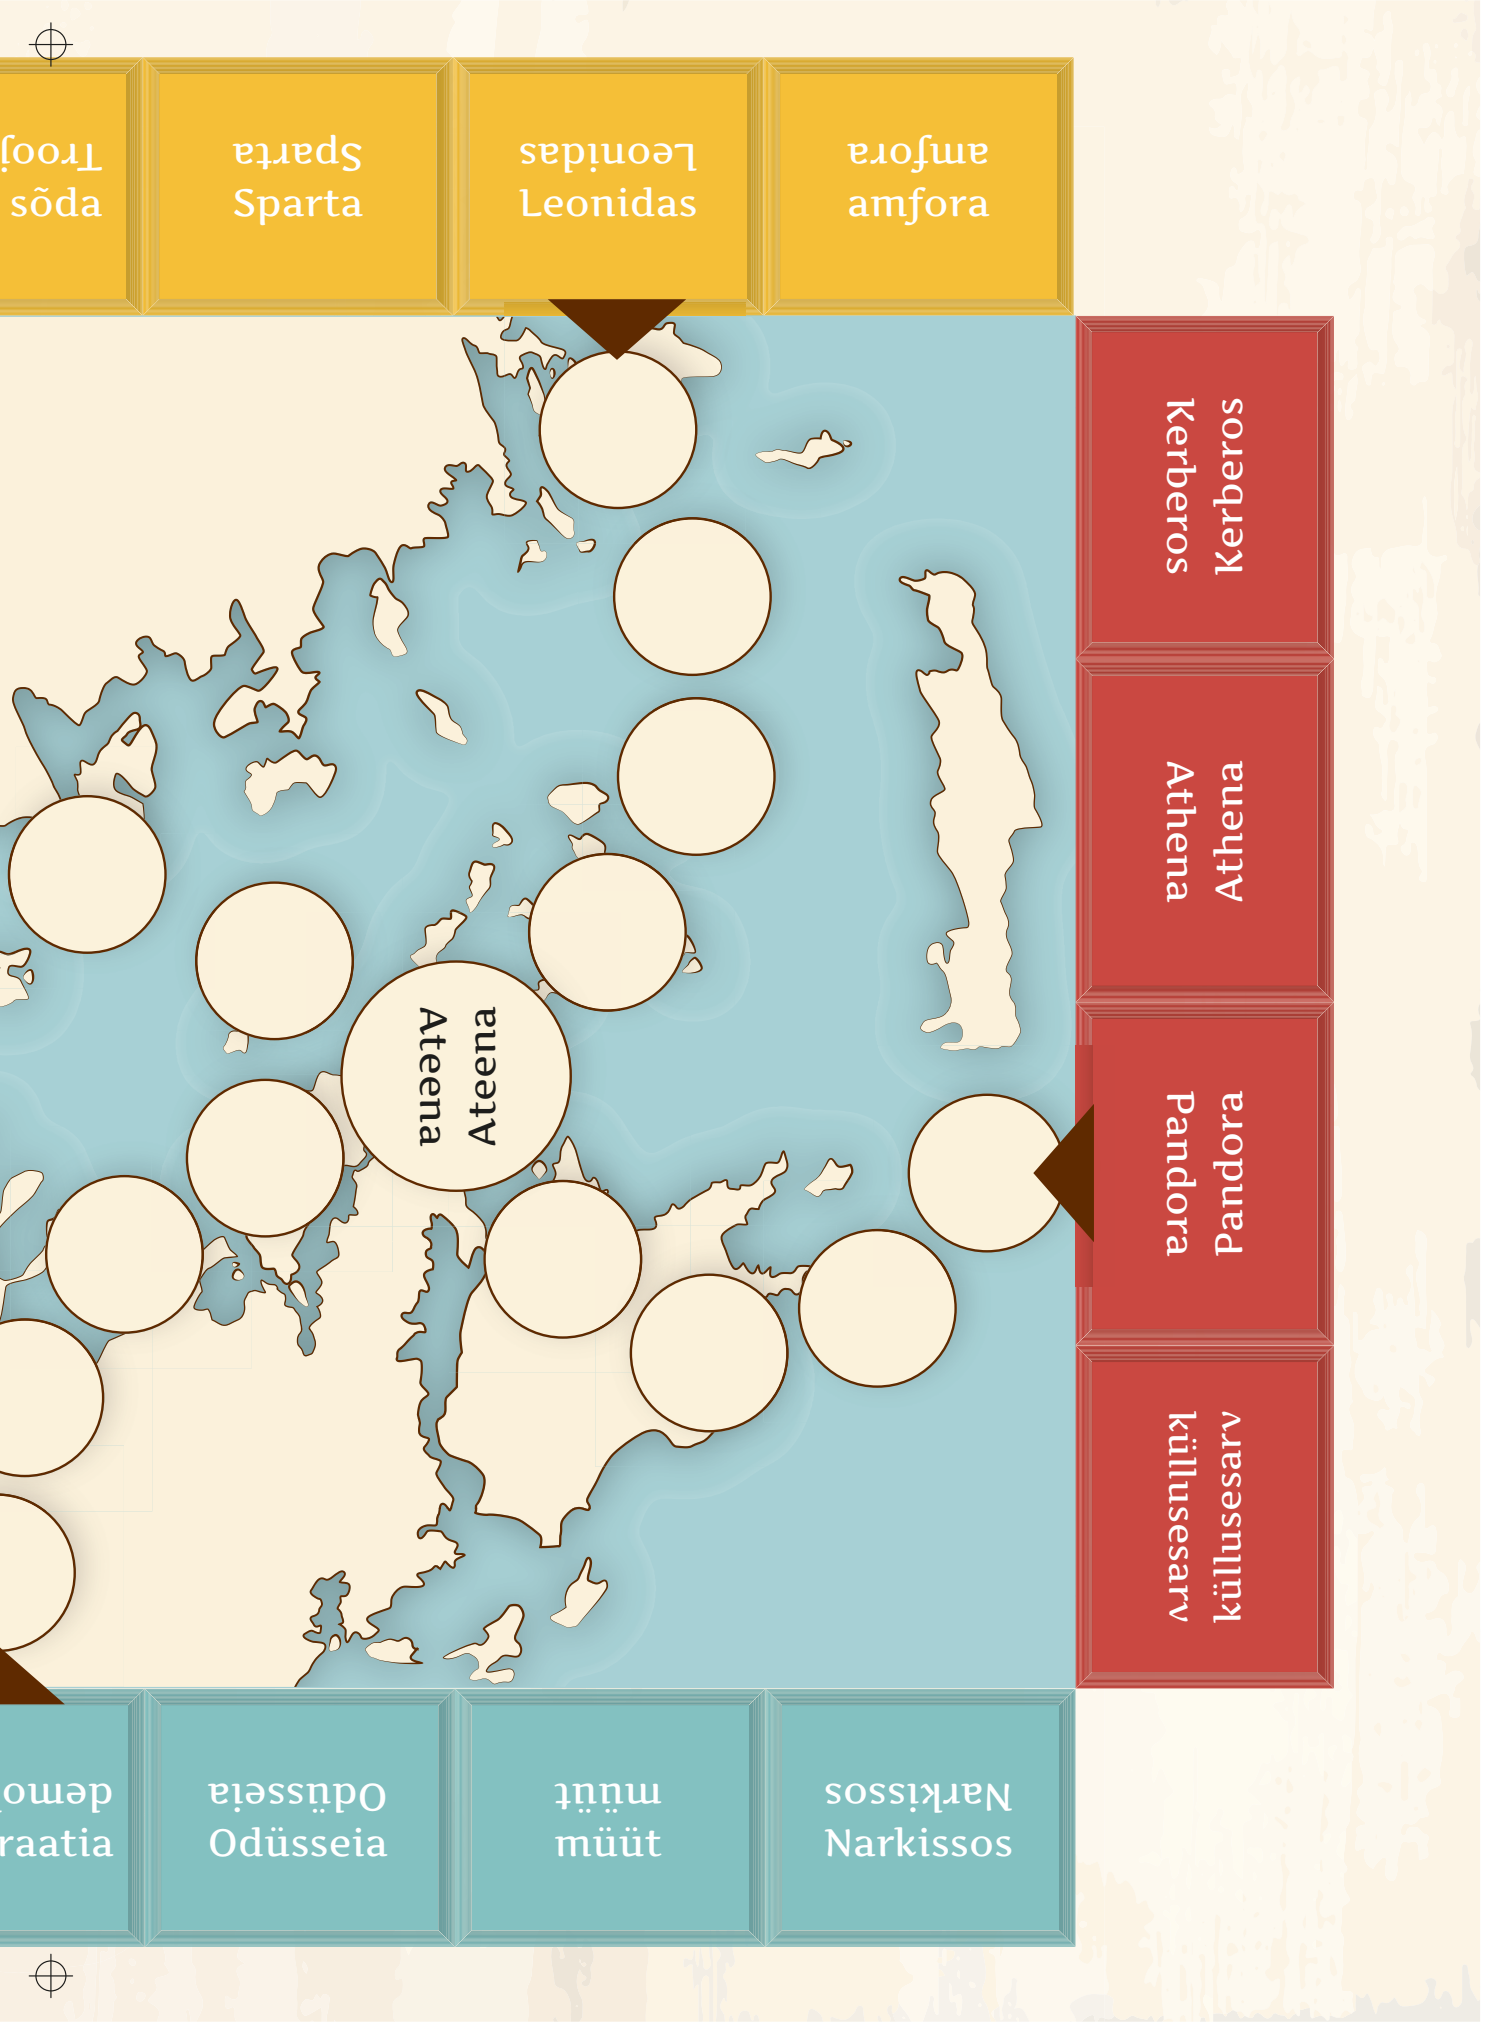 Trooj
sõda
Sparta
Sparta
Leonidas
Leonidas
amfora
amfora
Kerberos
Kerberos
Athena
Athena
Pandora
Pandora
küllusesarv
küllusesarv
Ateena
Ateena
demo
raatia
Odüsseia
Odüsseia
müüt
müüt
Narkissos
Narkissos